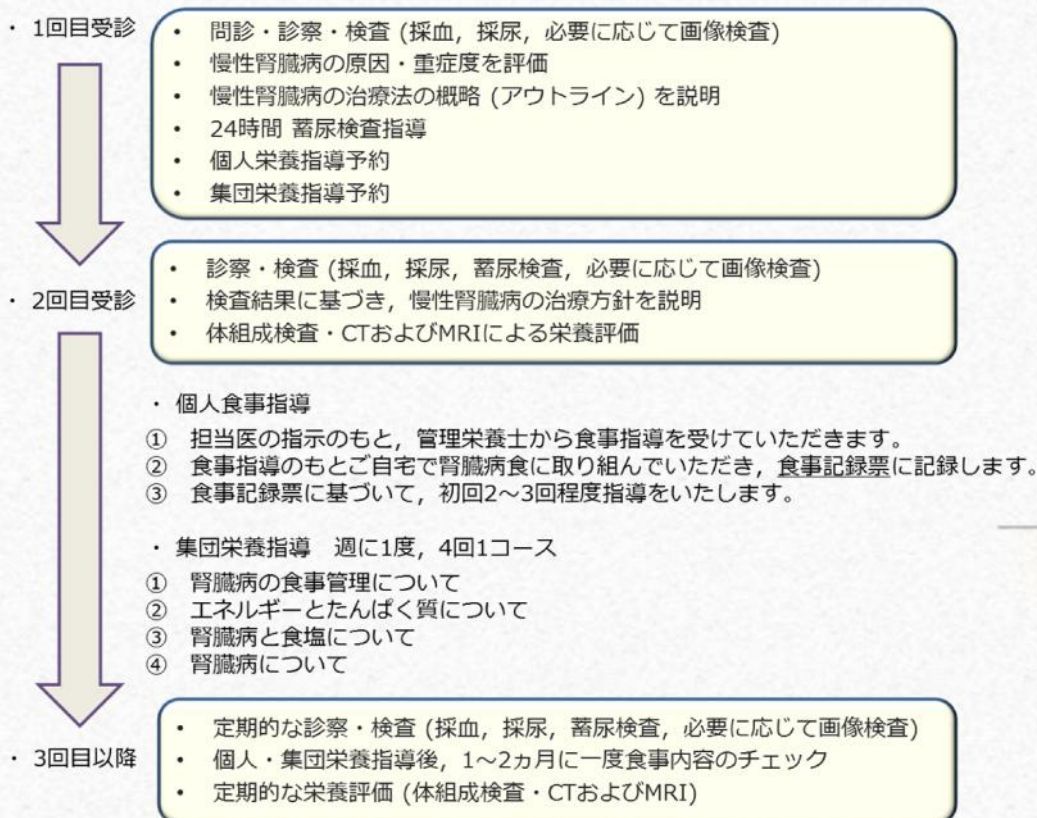 ・ 1回目受診
• 問診・診察・検査 (採血，採尿，必要に応じて画像検査)
• 慢性腎臓病の原因・重症度を評価
• 慢性腎臓病の治療法の概略 (アウトライン) を説明
• 24時間 蓄尿検査指導
• 個人栄養指導予約
• 集団栄養指導予約
・ 2回目受診
• 診察・検査 (採血，採尿，蓄尿検査，必要に応じて画像検査)
• 検査結果に基づき，慢性腎臓病の治療方針を説明
• 体組成検査・CTおよびMRIによる栄養評価
・ 個人食事指導
① 担当医の指示のもと，管理栄養士から食事指導を受けていただきます。
② 食事指導のもとご自宅で腎臓病食に取り組んでいただき，食事記録票に記録します。
③ 食事記録票に基づいて，初回2～3回程度指導をいたします。
・ 集団栄養指導　週に1度，4回1コース
① 腎臓病の食事管理について
② エネルギーとたんぱく質について
③ 腎臓病と食塩について
④ 腎臓病について
・ 3回目以降
• 定期的な診察・検査 (採血，採尿，蓄尿検査，必要に応じて画像検査)
• 個人・集団栄養指導後，1～2ヵ月に一度食事内容のチェック
• 定期的な栄養評価 (体組成検査・CTおよびMRI)